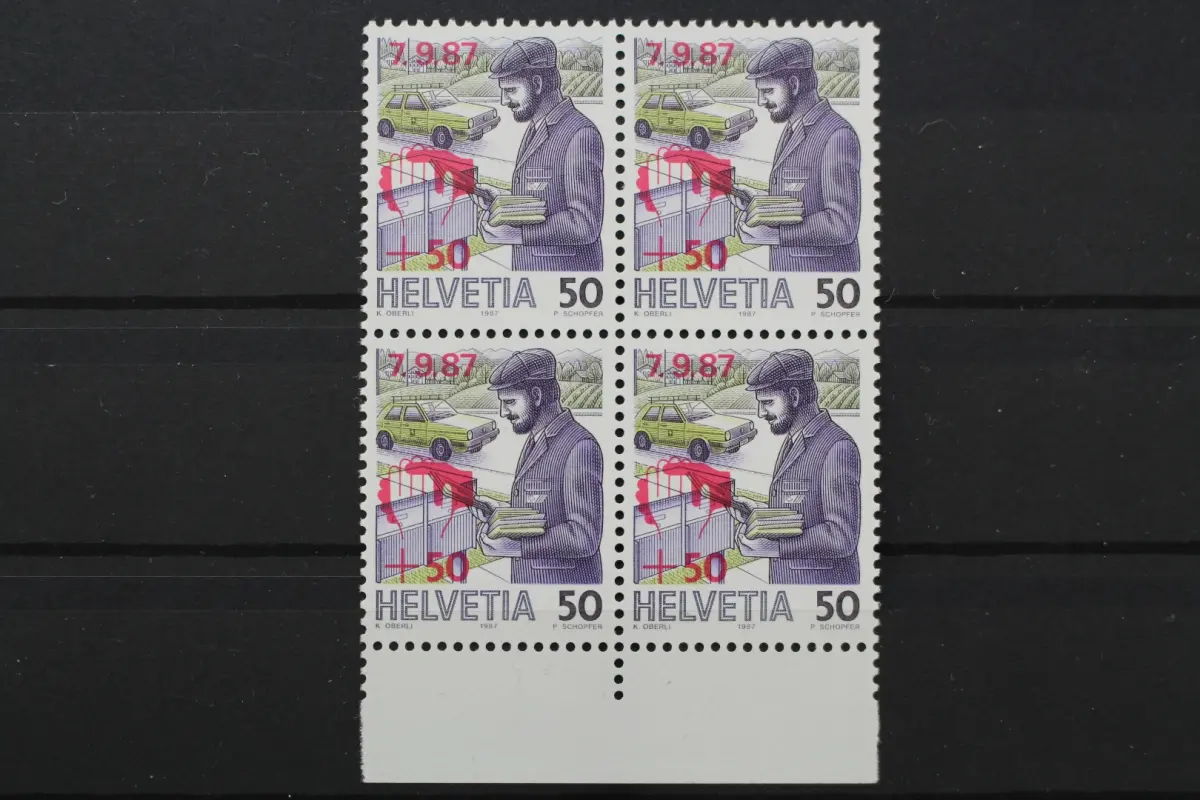 7.9.87
+50
HELVETIA 50
K. OBERLI 1987 P. SCHOPFER
7.9.87
+50
HELVETIA 50
K. OBERLI 1987 P. SCHOPFER
7.9.87
+50
HELVETIA 50
K. OBERLI 1987 P. SCHOPFER
7.9.87
+50
HELVETIA 50
K. OBERLI 1987 P. SCHOPFER